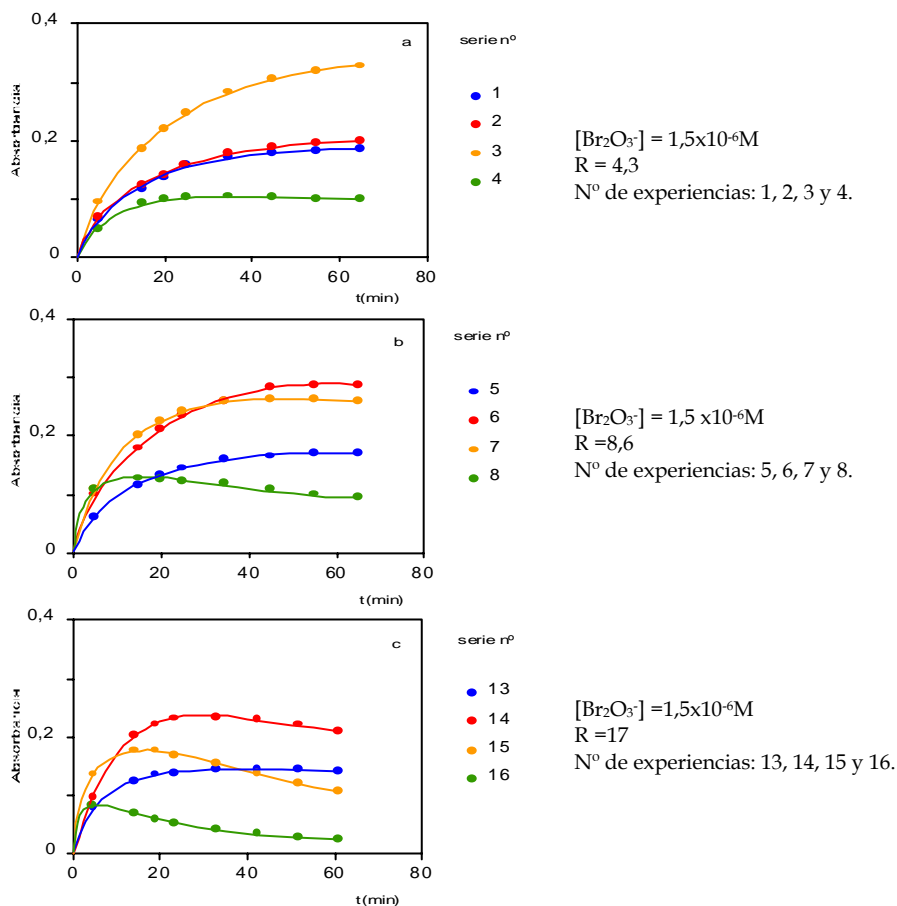 0,4
a
serie nº
1
2
3
4
0,2
Absorbancia
0
0
20
40
60
80
t(min)
[Br₂O₃⁻] = 1,5x10⁻⁶M
R = 4,3
Nº de experiencias: 1, 2, 3 y 4.
0,4
b
serie nº
5
6
7
8
0,2
Absorbancia
0
0
20
40
60
80
t(min)
[Br₂O₃⁻] = 1,5 x10⁻⁶M
R =8,6
Nº de experiencias: 5, 6, 7 y 8.
0,4
c
serie nº
13
14
15
16
0,2
Absorbancia
0
0
20
40
60
80
t(min)
[Br₂O₃⁻] =1,5x10⁻⁶M
R =17
Nº de experiencias: 13, 14, 15 y 16.